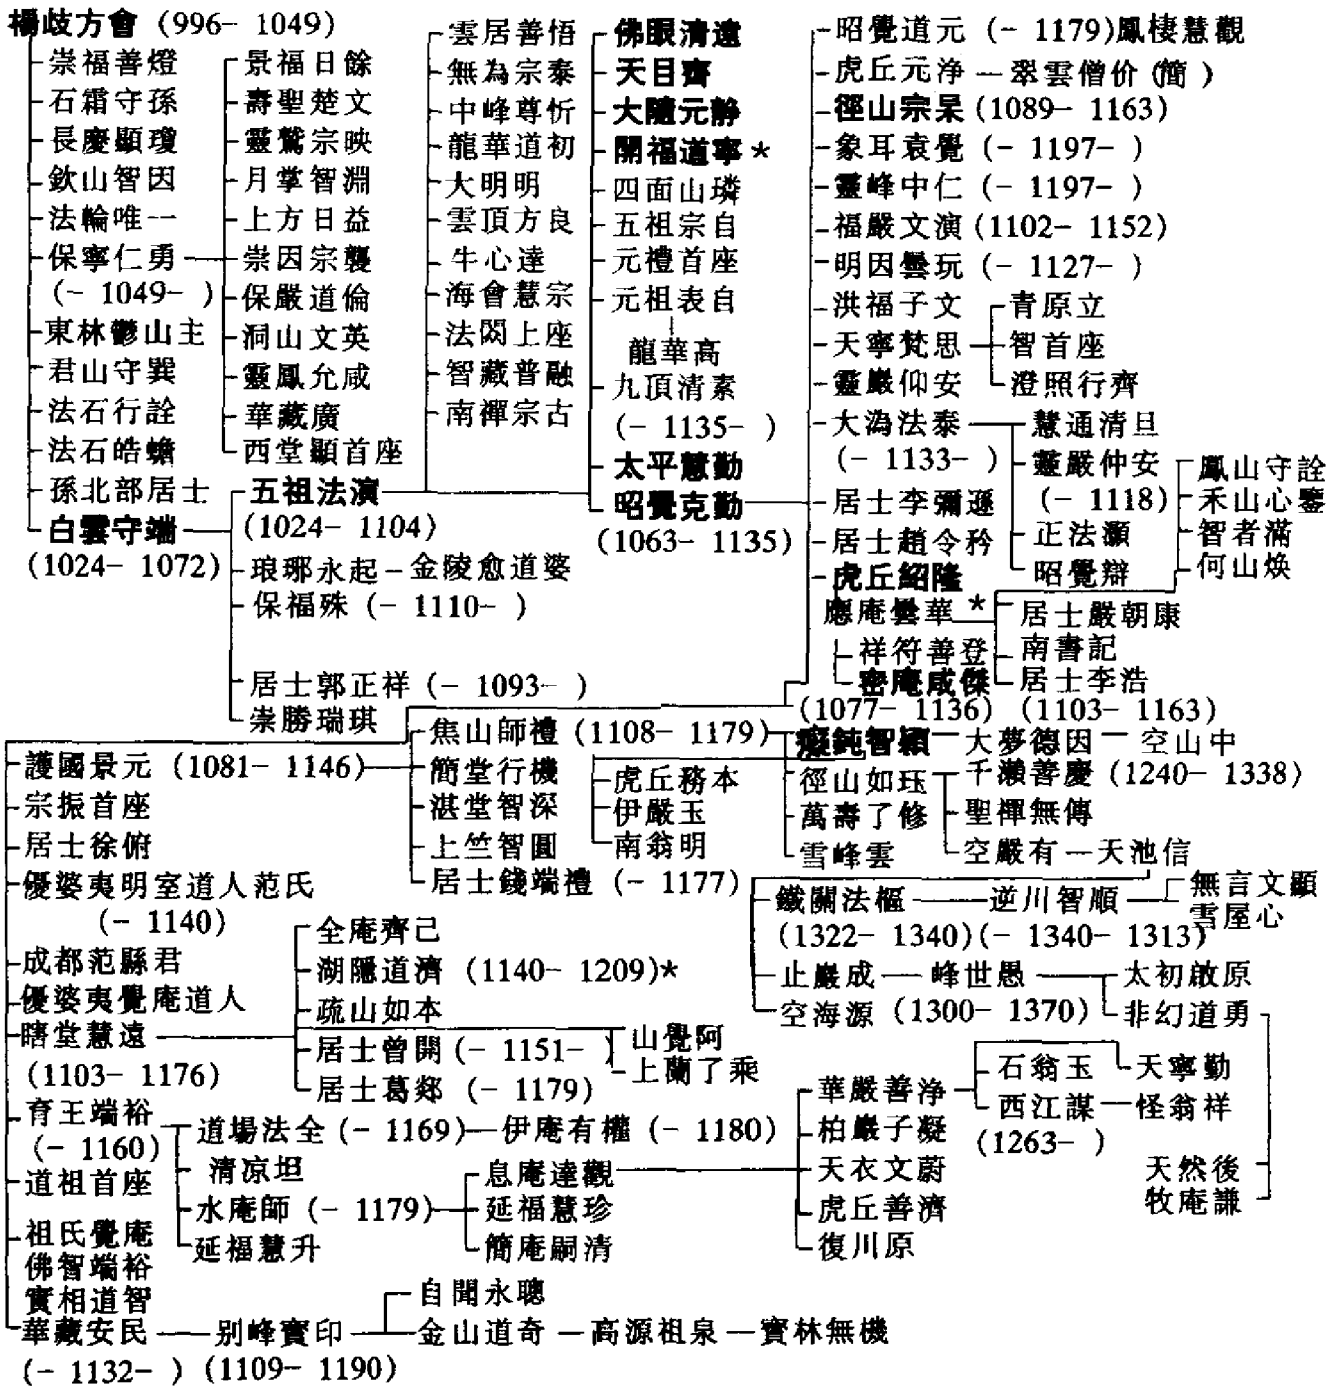 楊歧方會 (996- 1049)
崇福善燈
石霜守孫
長慶顯瓊
欽山智因
法輪唯一
保寧仁勇
(- 1049- )
東林鬱山主
君山守巽
法石行詮
法石皓蟾
孫北部居士
白雲守端
(1024- 1072)
景福日餘
壽聖楚文
靈鷲宗映
月掌智淵
上方日益
崇因宗襲
保嚴道倫
洞山文英
靈鳳允咸
華藏廣
西堂顯首座
五祖法演
(1024- 1104)
琅琊永起 - 金陵愈道婆
保福殊 (- 1110- )
居士郭正祥 (- 1093- )
崇勝瑞琪
雲居善悟
無為宗泰
中峰尊忻
龍華道初
大明明
雲頂方良
牛心達
海會慧宗
法閦上座
智藏普融
南禪宗古
佛眼清遠
天目齊
大隨元靜
開福道寧 *
四面山璘
五祖宗自
元禮首座
元祖表自
龍華高
九頂清素
(- 1135- )
太平慧勤
昭覺克勤
(1063- 1135)
昭覺道元 (- 1179)鳳棲慧觀
虎丘元净 — 翠雲僧价 (簡 )
徑山宗杲 (1089- 1163)
象耳袁覺 (- 1197- )
靈峰中仁 (- 1197- )
福嚴文演 (1102- 1152)
明因曇玩 (- 1127- )
洪福子文
天寧梵思
靈巖仰安
青原立
智首座
澄照行齊
大溈法泰
(- 1133- )
慧通清旦
靈嚴仲安
(- 1118)
正法灝
昭覺辯
居士李彌遜
居士趙令矜
虎丘紹隆
應庵曇華 *
祥符善登
密庵咸傑
(1077- 1136)
鳳山守詮
禾山心鑒
智者滿
何山焕
居士嚴朝康
南書記
居士李浩
(1103- 1163)
護國景元 (1081- 1146)
宗振首座
居士徐俯
優婆夷明室道人范氏
(- 1140)
成都范縣君
優婆夷覺庵道人
瞎堂慧遠
(1103- 1176)
育王端裕
(- 1160)
道祖首座
祖氏覺庵
佛智端裕
實相道智
華藏安民 — 别峰寶印
(- 1132- ) (1109- 1190)
焦山師禮 (1108- 1179)
簡堂行機
湛堂智深
上竺智圓
居士錢端禮 (- 1177)
虎丘務本
伊嚴玉
南翁明
癡鈍智穎
徑山如珏
萬壽了修
雪峰雲
大夢德因 — 空山中
千瀨善慶 (1240- 1338)
聖禪無傳
空嚴有 — 天池信
鐵關法樞 — 逆川智順
(1322- 1340)(- 1340- 1313)
無言文顯
雪屋心
止嚴成 — 峰世愚
空海源 (1300- 1370)
太初啟原
非幻道勇
天然後
牧庵謙
全庵齊己
湖隱道濟 (1140- 1209)*
疏山如本
居士曾開 (- 1151- )
居士葛郯 (- 1179)
山覺阿
上蘭了乘
道場法全 (- 1169) — 伊庵有權 (- 1180)
清凉坦
水庵師 (- 1179)
延福慧升
息庵達觀
延福慧珍
簡庵嗣清
華嚴善净
柏嚴子凝
天衣文蔚
虎丘善濟
復川原
石翁玉
西江謀 — 怪翁祥
(1263- )
天寧勤
自聞永聰
金山道奇 — 高源祖泉 — 寶林無機